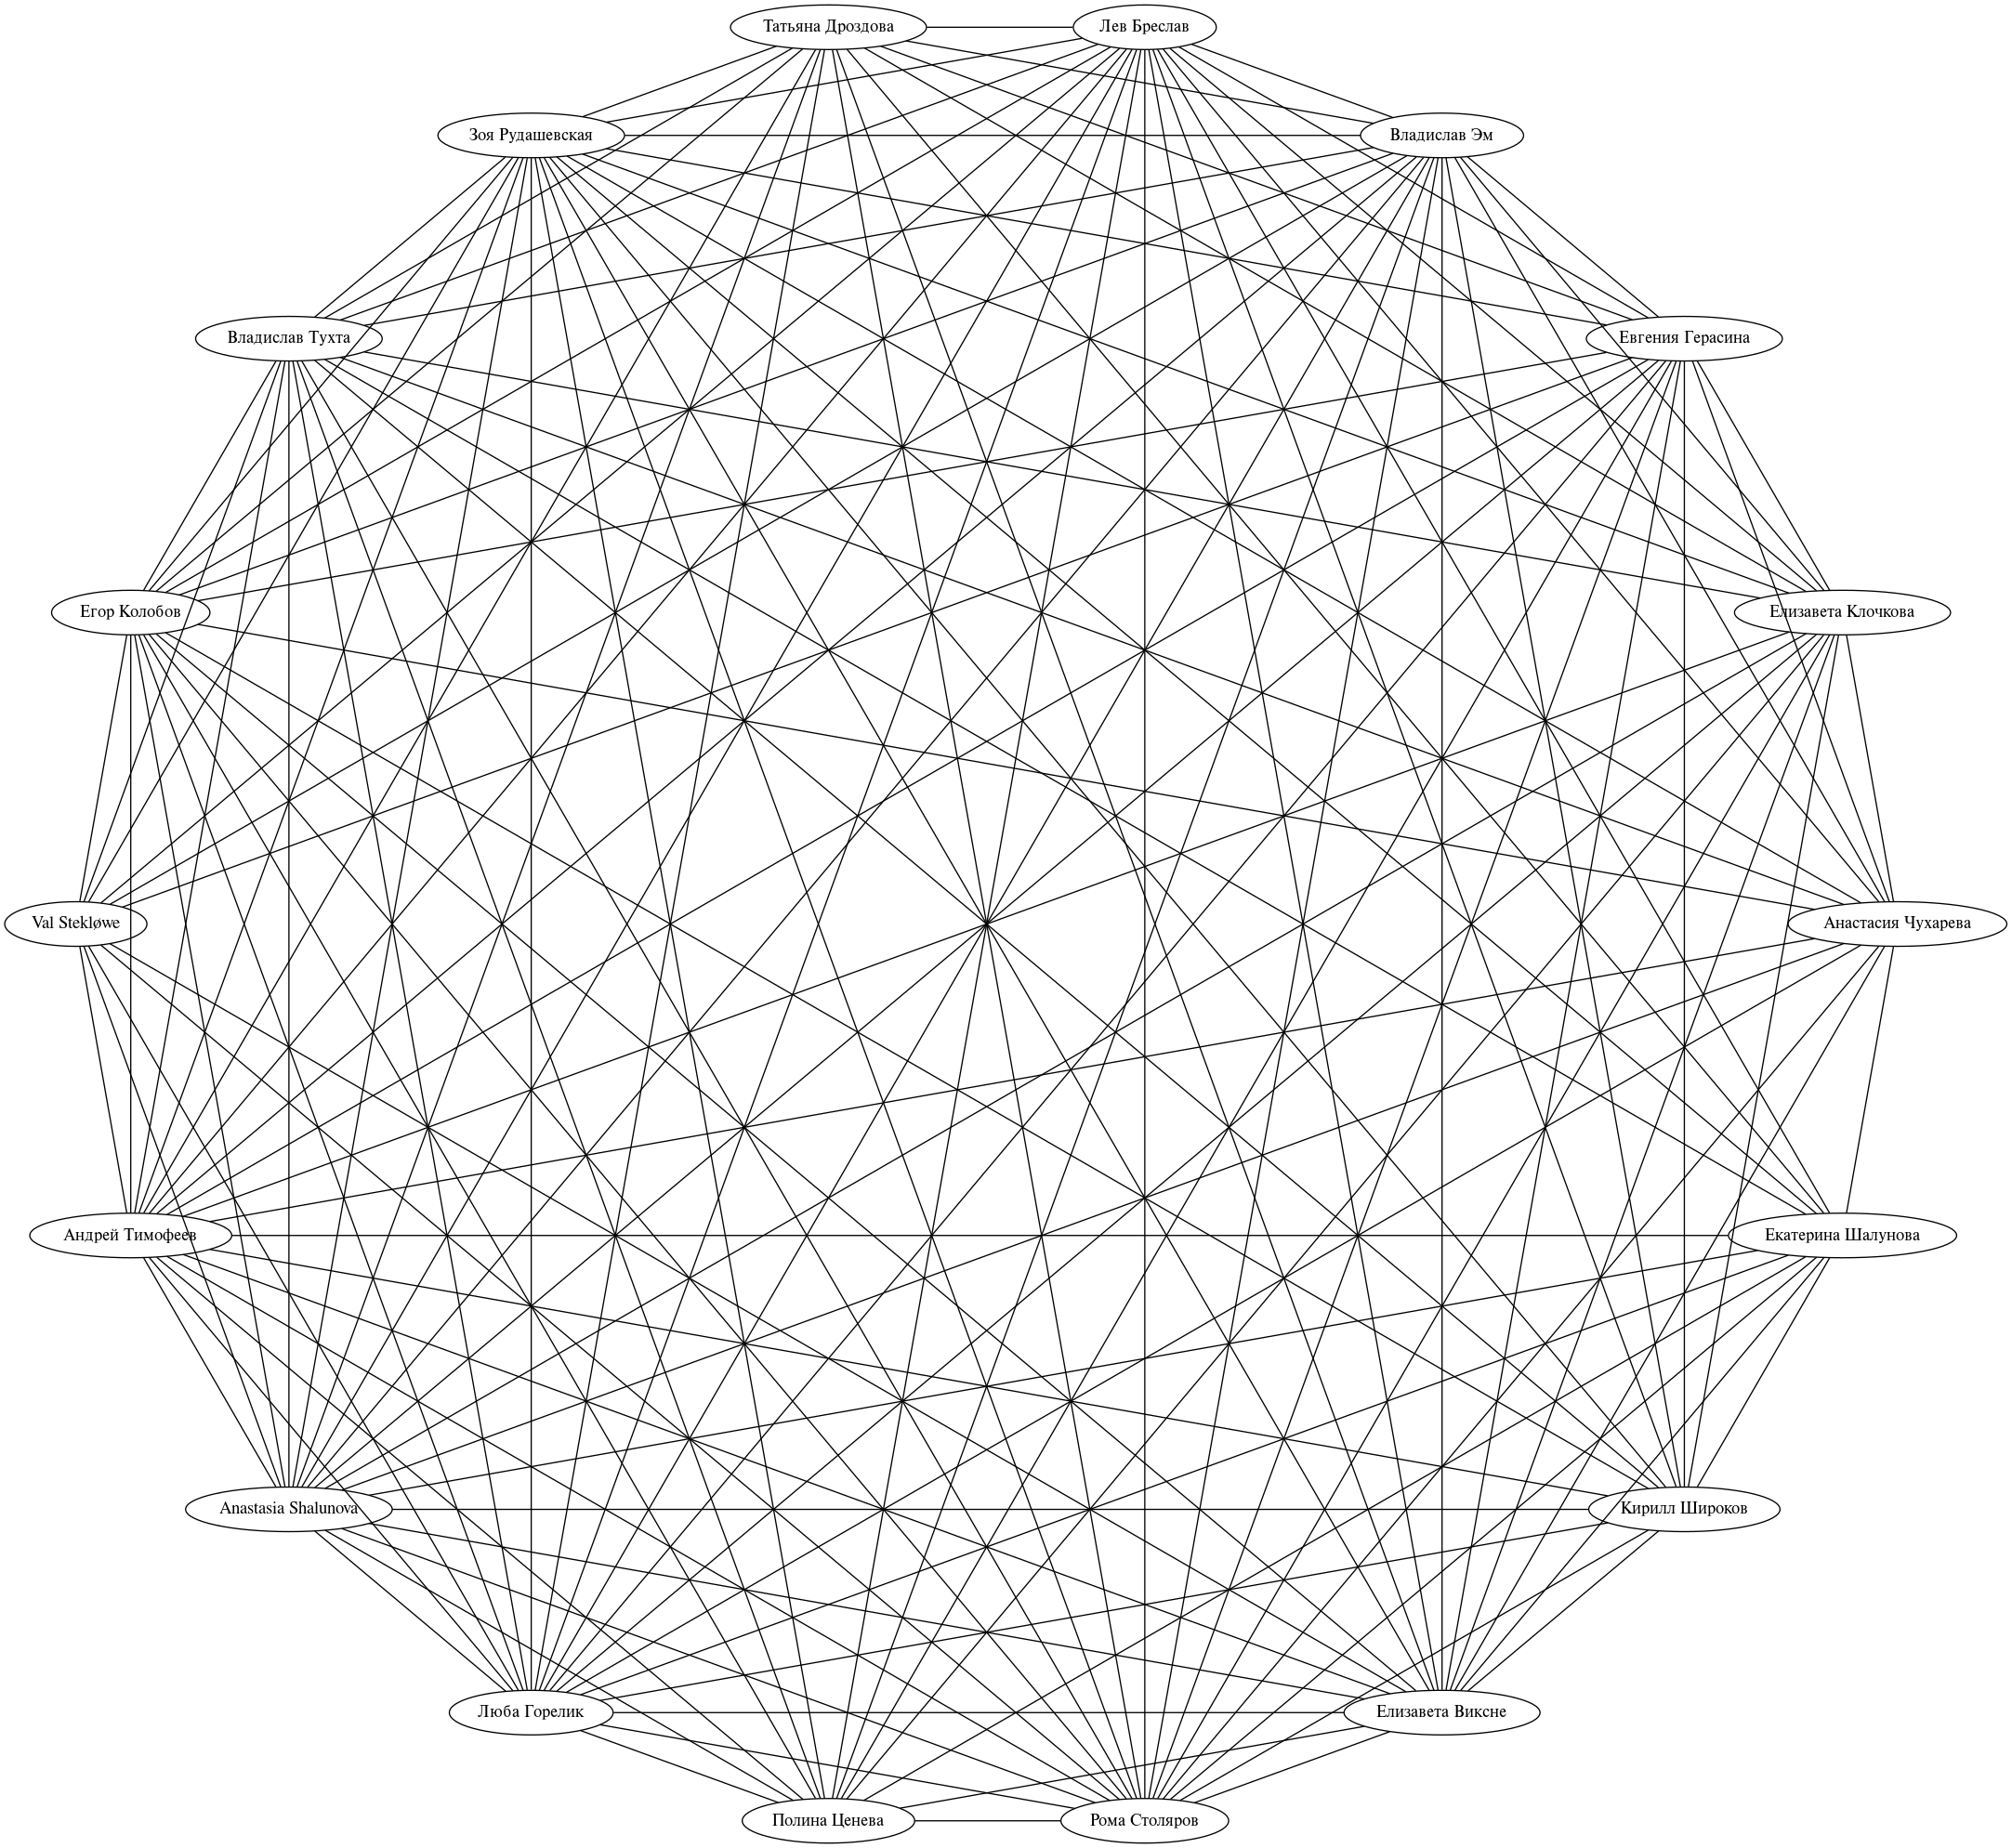 Татьяна Дроздова
Лев Бреслав
Зоя Рудашевская
Владислав Эм
Владислав Тухта
Евгения Герасина
Егор Колобов
Елизавета Клочкова
Val Stekløwe
Анастасия Чухарева
Андрей Тимофеев
Екатерина Шалунова
Anastasia Shalunova
Кирилл Широков
Люба Горелик
Елизавета Виксне
Полина Ценева
Рома Столяров